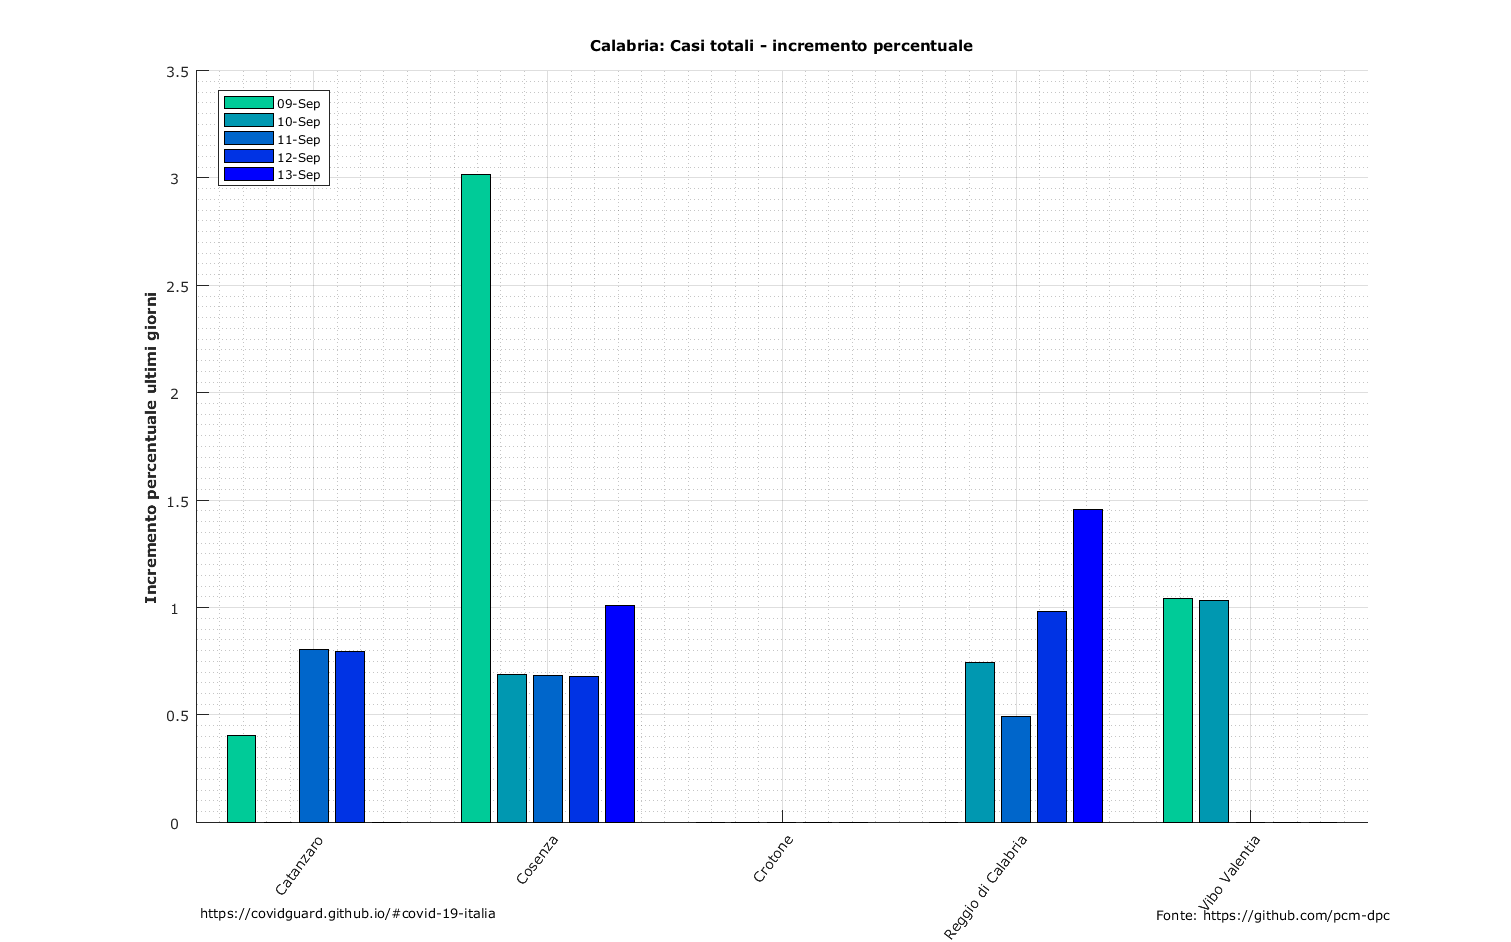 Calabria: Casi totali - incremento percentuale
3.5
3
2.5
2
1.5
1
0.5
0
Incremento percentuale ultimi giorni
09-Sep
10-Sep
11-Sep
12-Sep
13-Sep
Catanzaro
Cosenza
Crotone
Reggio di Calabria
Vibo Valentia
https://covidguard.github.io/#covid-19-italia
Fonte: https://github.com/pcm-dpc